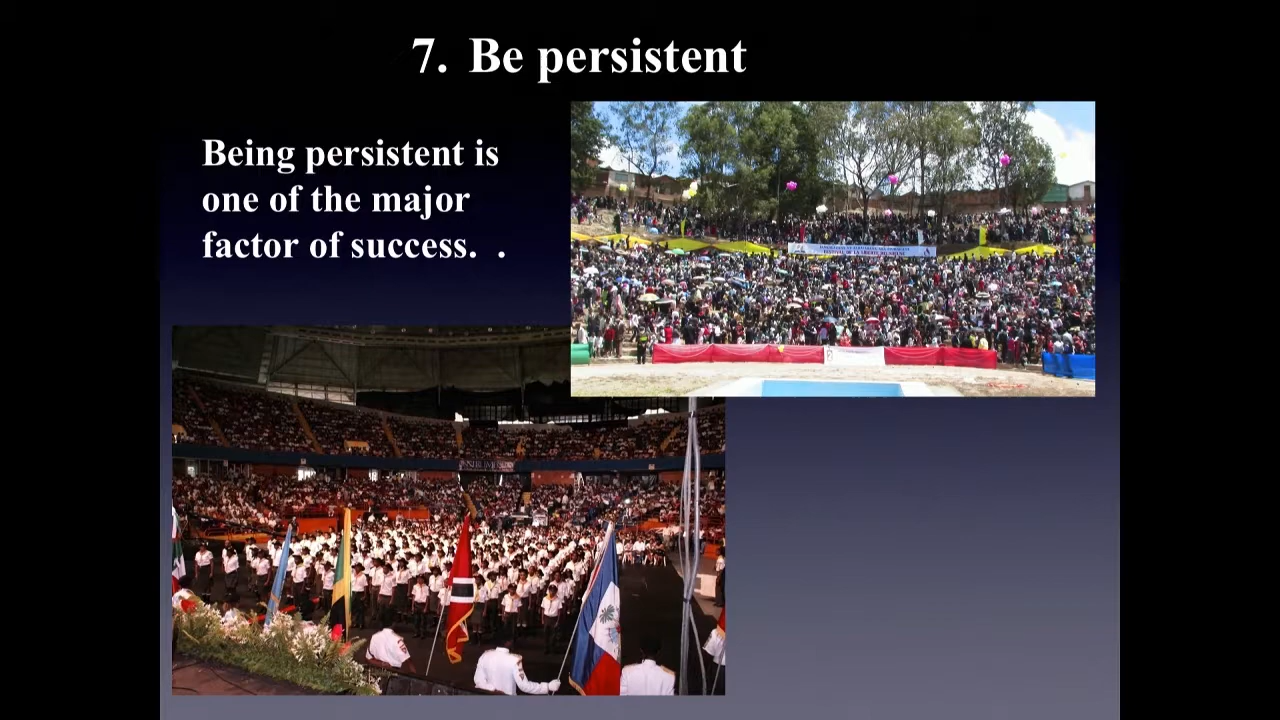 7. Be persistent
Being persistent is
one of the major
factor of success. .